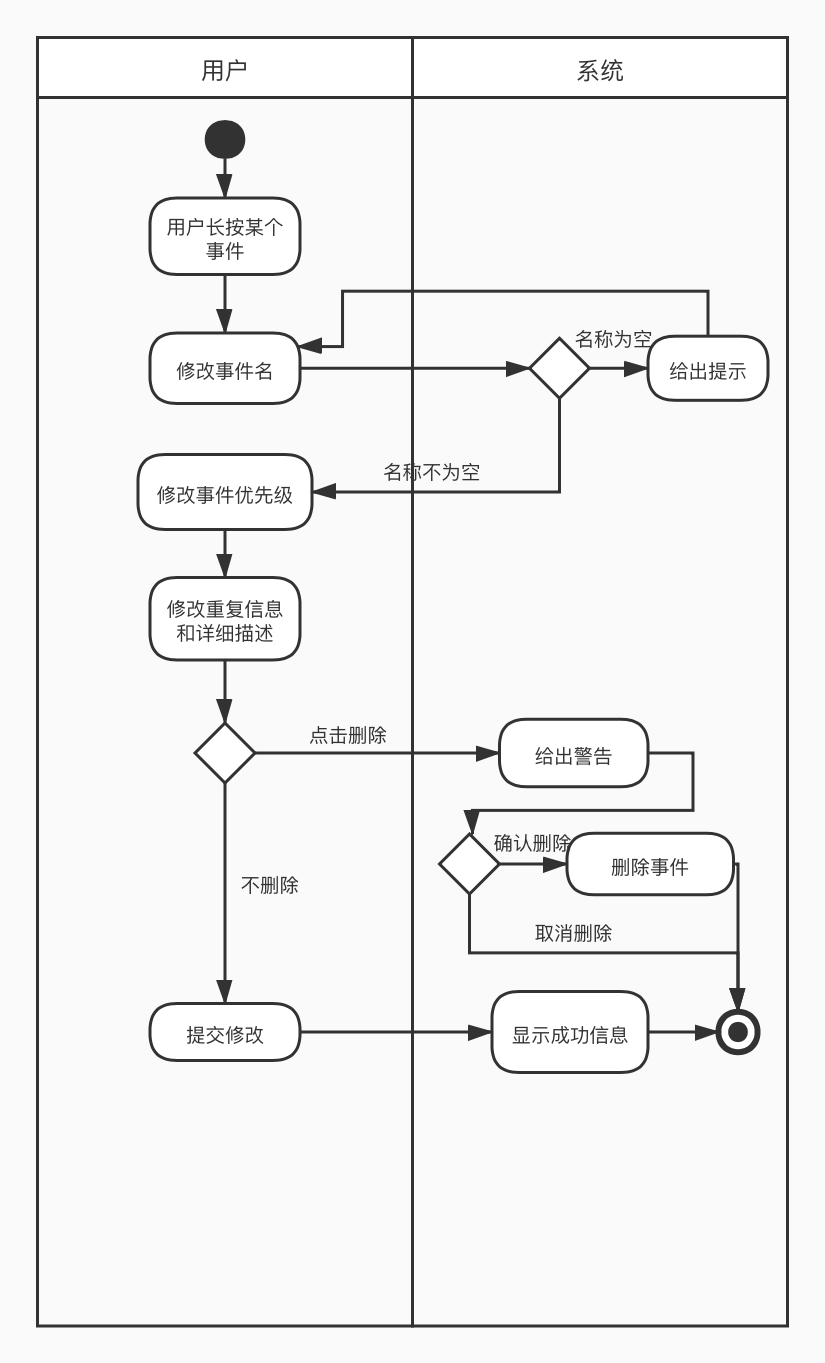 用户
系统
用户长按某个
事件
修改事件名
名称为空
给出提示
名称不为空
修改事件优先级
修改重复信息
和详细描述
点击删除
给出警告
确认删除
删除事件
不删除
取消删除
提交修改
显示成功信息